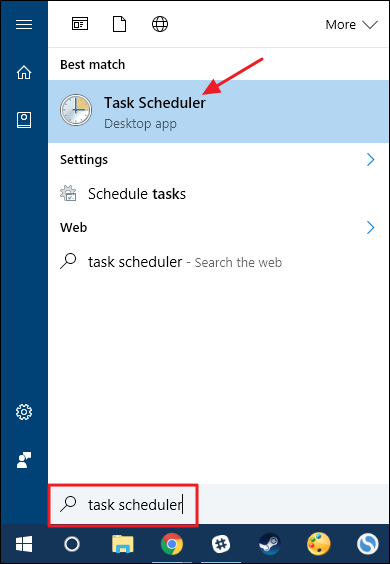 More
Best match
Task Scheduler
Desktop app
Settings
Schedule tasks
Web
task scheduler - Search the web
task scheduler